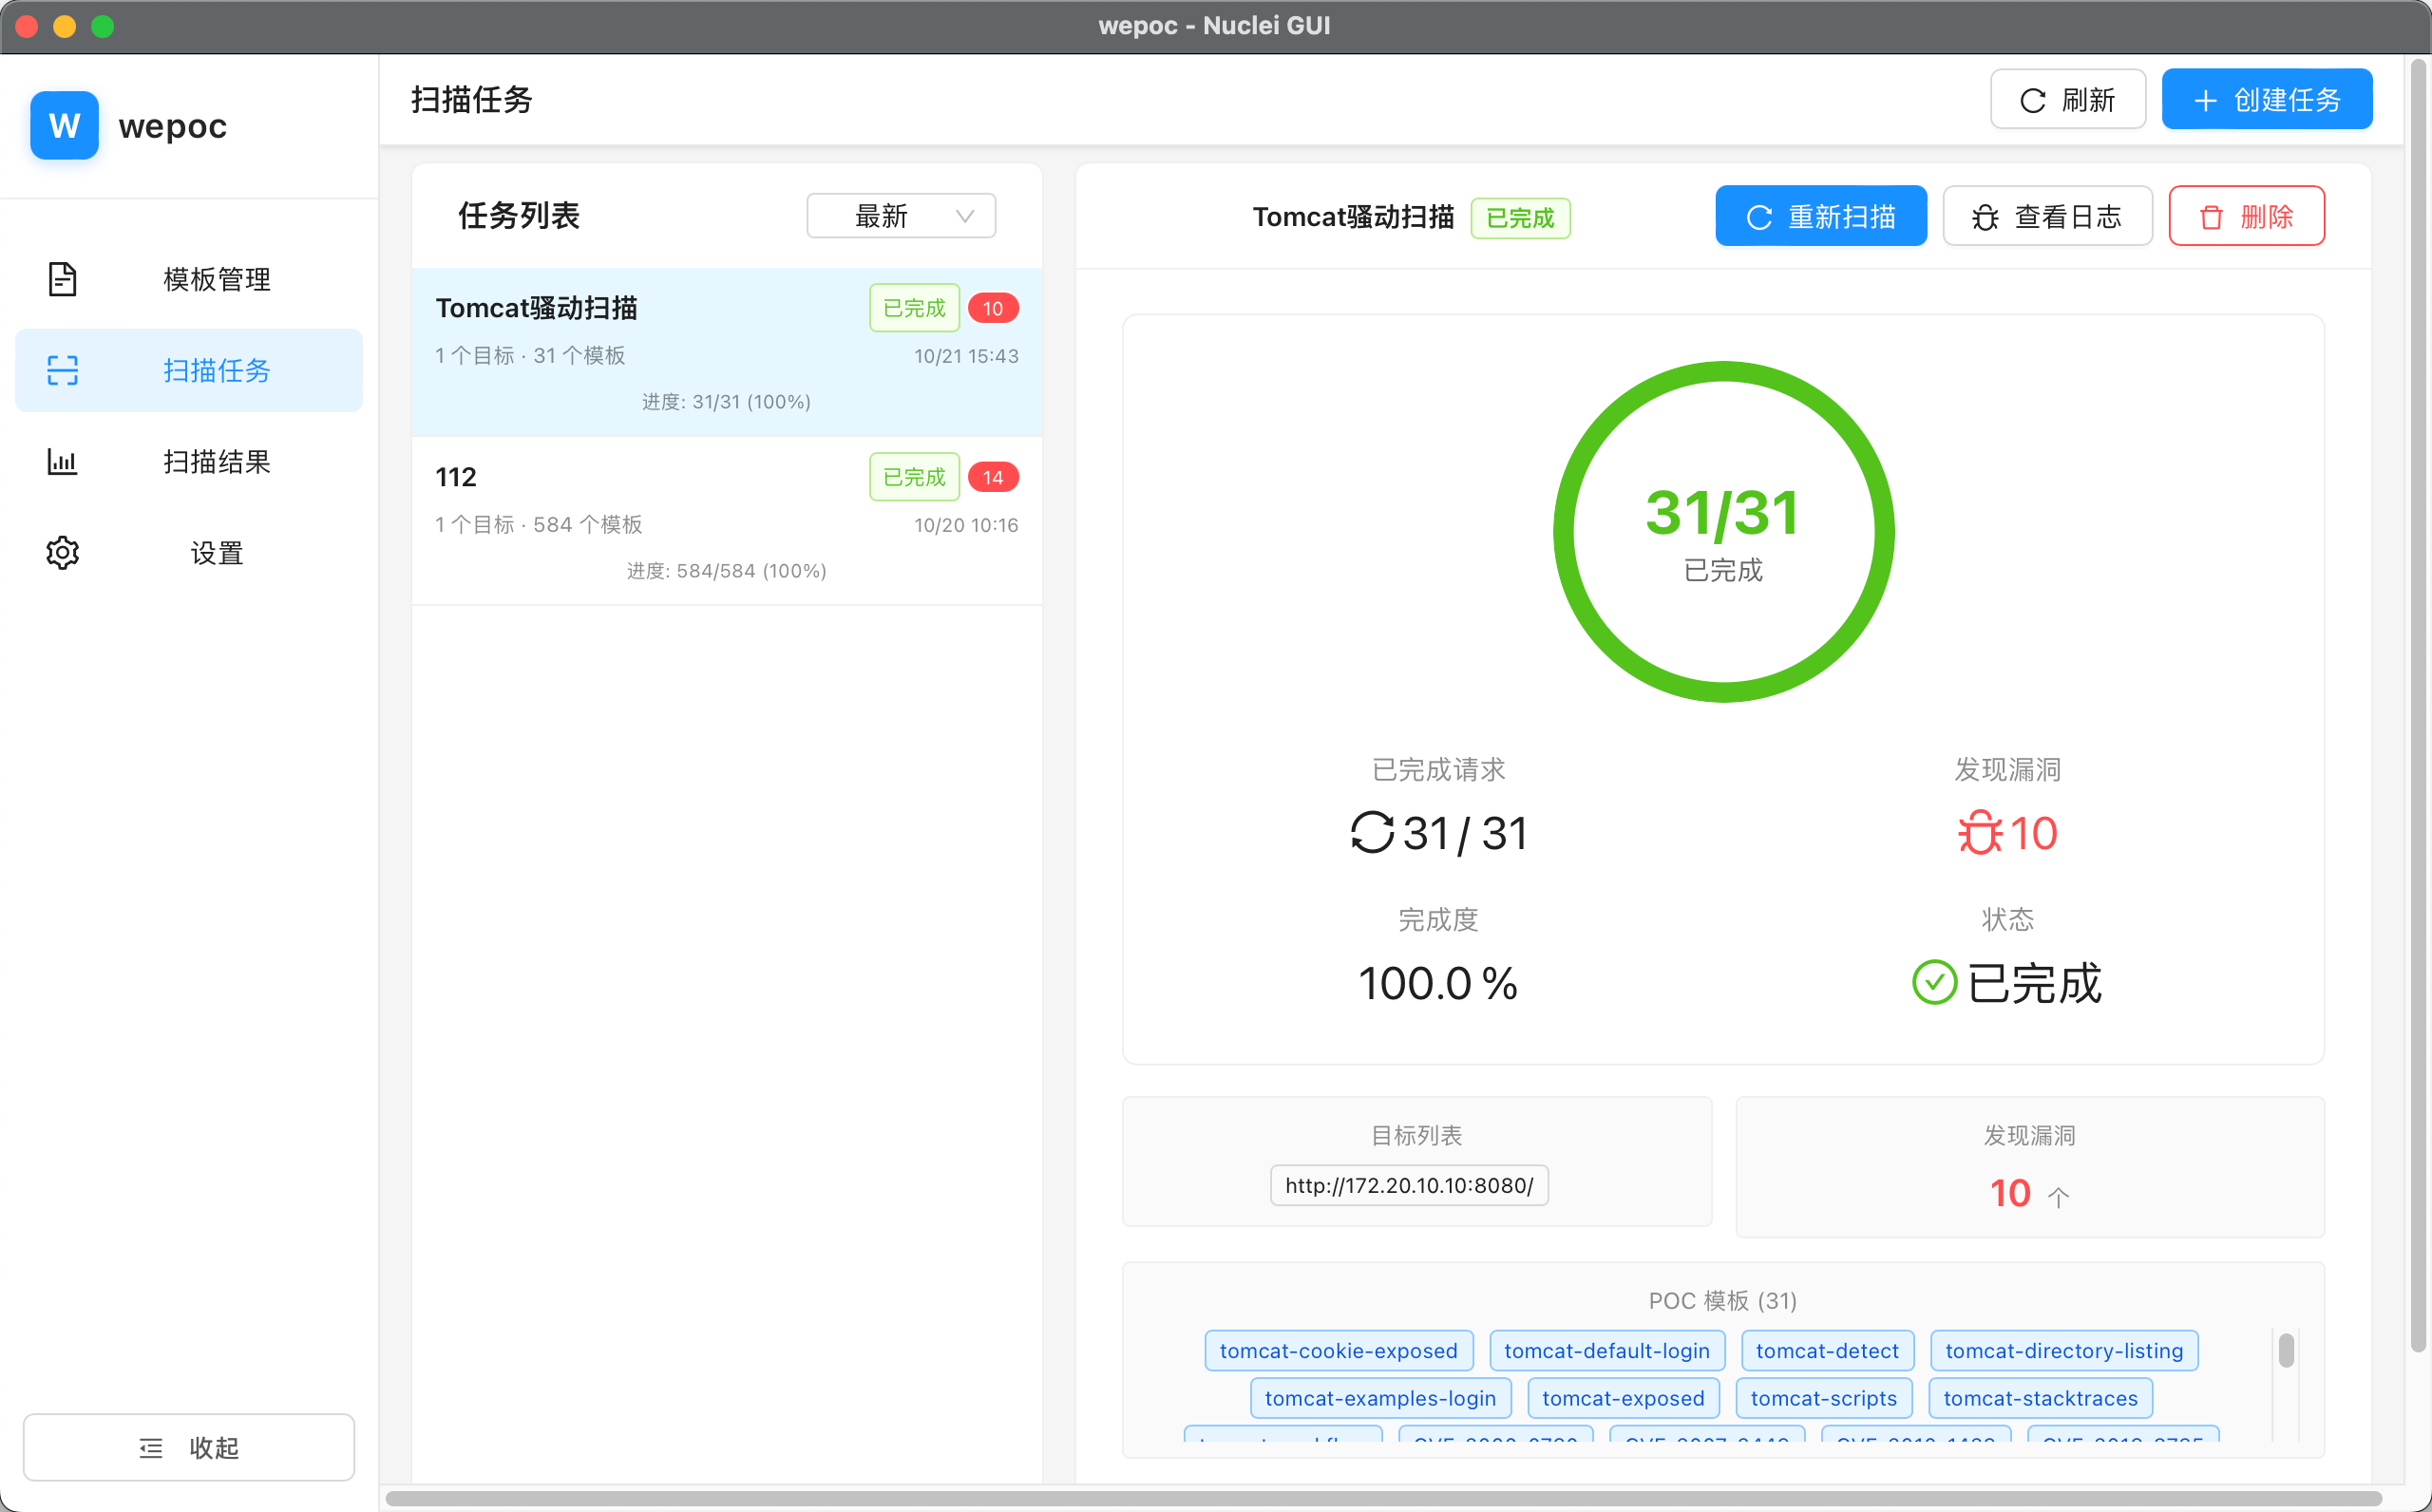 wepoc - Nuclei GUI
W wepoc
模板管理
扫描任务
扫描结果
设置
收起
扫描任务
刷新
创建任务
任务列表
最新
Tomcat骚动扫描
已完成
10
1 个目标 · 31 个模板
10/21 15:43
进度: 31/31 (100%)
112
已完成
14
1 个目标 · 584 个模板
10/20 10:16
进度: 584/584 (100%)
Tomcat骚动扫描
已完成
重新扫描
查看日志
删除
31/31
已完成
已完成请求
31 / 31
发现漏洞
10
完成度
100.0 %
状态
已完成
目标列表
http://172.20.10.10:8080/
发现漏洞
10 个
POC 模板 (31)
tomcat-cookie-exposed tomcat-default-login tomcat-detect tomcat-directory-listing
tomcat-examples-login tomcat-exposed tomcat-scripts tomcat-stacktraces